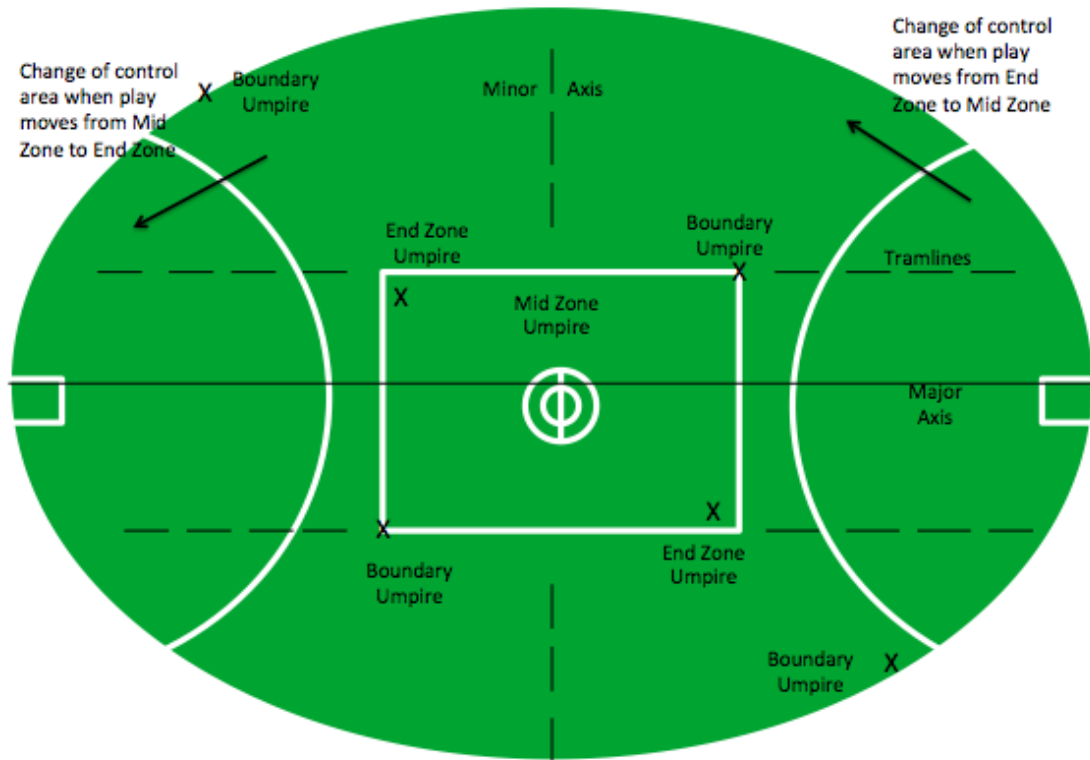 Change of control
area when play
moves from Mid
Zone to End Zone
X Boundary
Umpire
Minor Axis
Change of control
area when play
moves from End
Zone to Mid Zone
End Zone
Umpire
X
Boundary
Umpire
X
Tramlines
Mid Zone
Umpire
Major
Axis
X
Boundary
Umpire
X
End Zone
Umpire
Boundary
Umpire
X